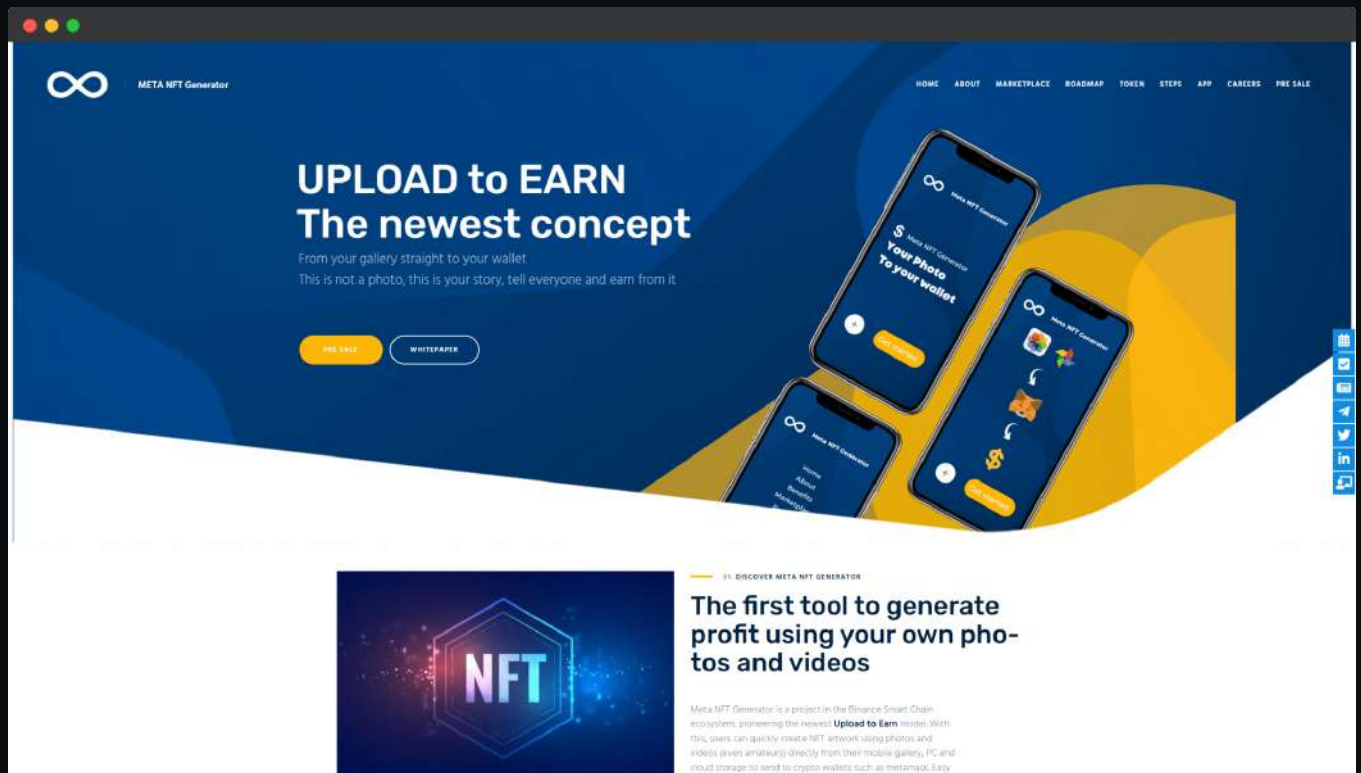 META NFT Generator
HOME ABOUT MARKETPLACE ROADMAP TOKEN STEPS APP CAREERS PRE SALE
UPLOAD to EARN
The newest concept
From your gallery straight to your wallet
This is not a photo, this is your story, tell everyone and earn from it
PRE SALE
WHITEPAPER
Meta NFT Generator
$ Meta NFT Generator
Your Photo
To your wallet
+
Get started
Meta NFT Generator
$
+
Get started
Meta NFT Generator
Home
About
Benefits
in
NFT
01. DISCOVER META NFT GENERATOR
The first tool to generate
profit using your own pho-
tos and videos
Meta NFT Generator is a project in the Binance Smart Chain
ecosystem, pioneering the newest Upload to Earn model. With
this, users can quickly create NFT artwork using photos and
videos (even amateurs) directly from their mobile gallery, PC and
cloud storage to send to crypto wallets such as metamask. Easy